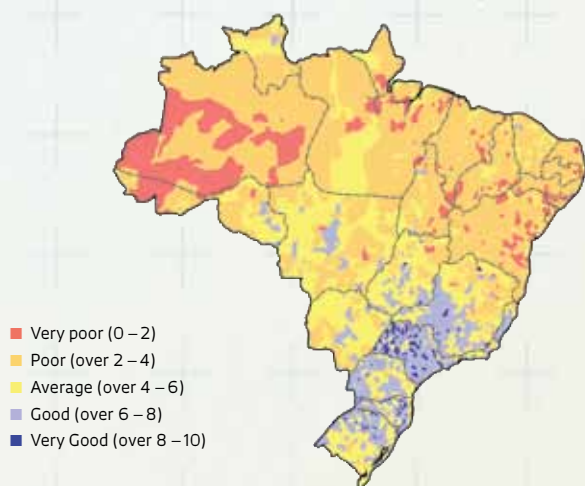 Very poor (0 – 2)
Poor (over 2 – 4)
Average (over 4 – 6)
Good (over 6 – 8)
Very Good (over 8 – 10)